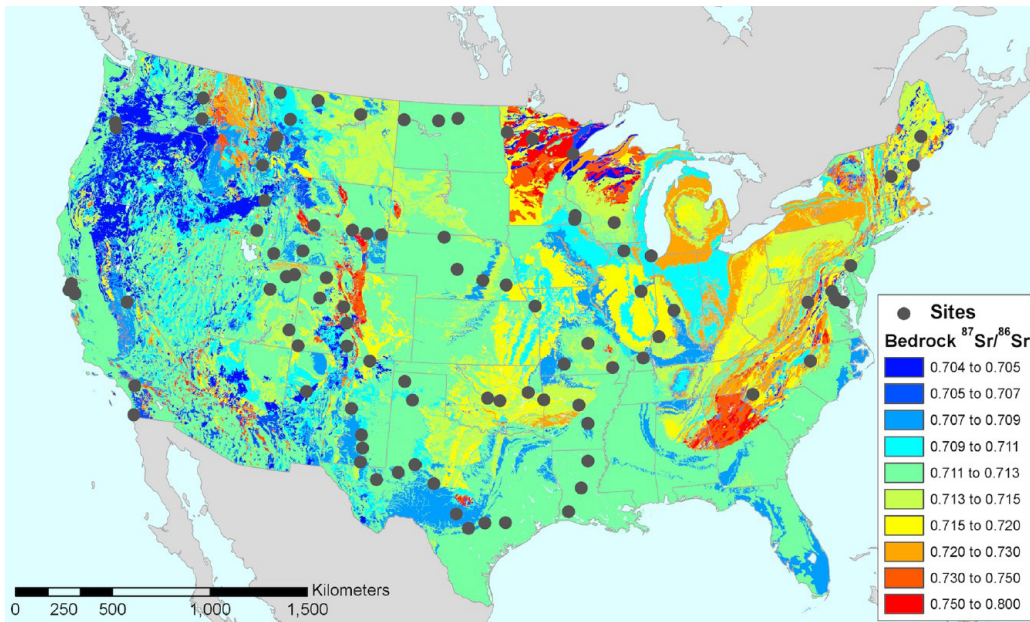 Sites
Bedrock ⁸⁷Sr/⁸⁶Sr
0.704 to 0.705
0.705 to 0.707
0.707 to 0.709
0.709 to 0.711
0.711 to 0.713
0.713 to 0.715
0.715 to 0.720
0.720 to 0.730
0.730 to 0.750
0.750 to 0.800
Kilometers
0 250 500 1,000 1,500